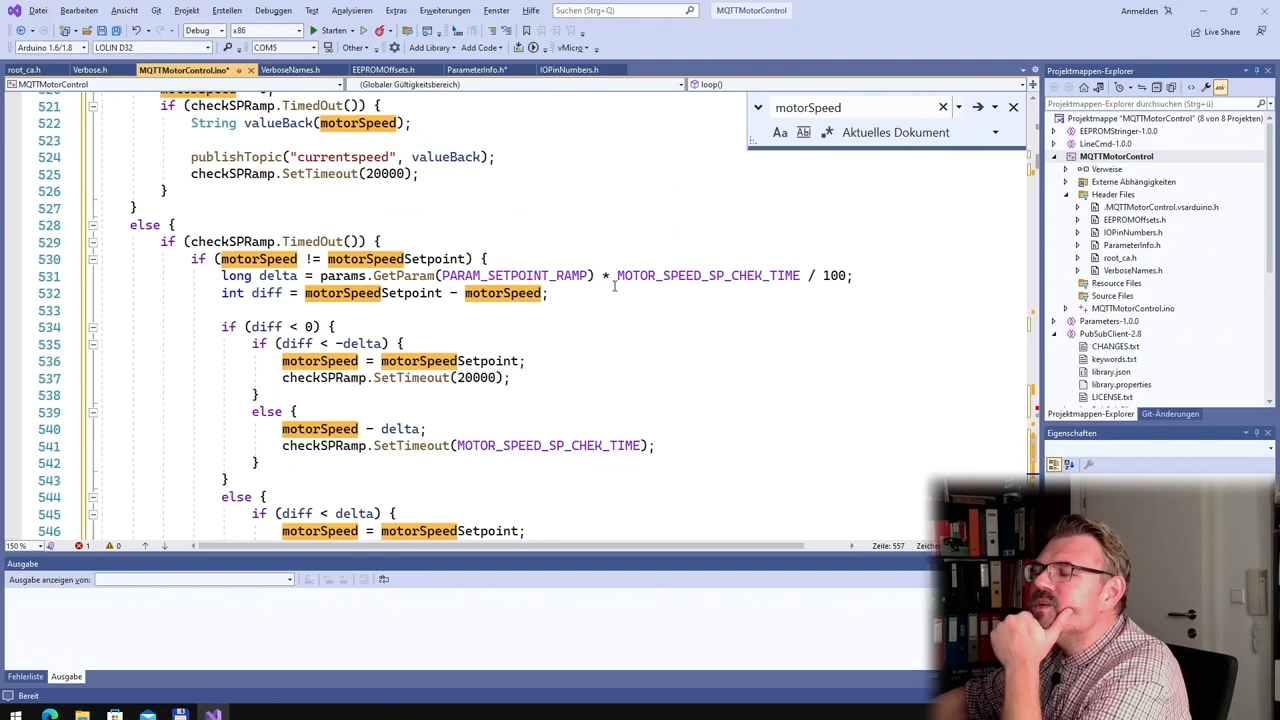 Datei Bearbeiten Ansicht Git Projekt Erstellen Debuggen Test Analysieren Extras Erweiterungen Fenster Hilfe Suchen (Strg+Q) MQTTMotorControl Anmelden
Debug x86 Starten Live Share
Arduino 1.6/1.8 LOLIN D32 COM5 Other Add Library Add Code vMicro
root_ca.h Verbose.h MQTTMotorControl.ino* VerboseNames.h EEPROMOffsets.h ParameterInfo.h* IOPinNumbers.h
MQTTMotorControl (Globaler Gültigkeitsbereich) loop()
motorSpeed
Aktuelles Dokument
521 if (checkSPRamp.TimedOut()) {
522 String valueBack(motorSpeed);
523
524 publishTopic("currentspeed", valueBack);
525 checkSPRamp.SetTimeout(20000);
526 }
527 }
528 else {
529 if (checkSPRamp.TimedOut()) {
530 if (motorSpeed != motorSpeedSetpoint) {
531 long delta = params.GetParam(PARAM_SETPOINT_RAMP) * MOTOR_SPEED_SP_CHEK_TIME / 100;
532 int diff = motorSpeedSetpoint - motorSpeed;
533
534 if (diff < 0) {
535 if (diff < -delta) {
536 motorSpeed = motorSpeedSetpoint;
537 checkSPRamp.SetTimeout(20000);
538 }
539 else {
540 motorSpeed - delta;
541 checkSPRamp.SetTimeout(MOTOR_SPEED_SP_CHEK_TIME);
542 }
543 }
544 else {
545 if (diff < delta) {
546 motorSpeed = motorSpeedSetpoint;
150 % 1 0 Zeile: 557 Zeichen
Ausgabe
Ausgabe anzeigen von:
Fehlerliste Ausgabe
Bereit
Projektmappen-Explorer
Projektmappen-Explorer durchsuchen (Strg+ü)
Projektmappe "MQTTMotorControl" (8 von 8 Projekten)
EEPROMStringer-1.0.0
LineCmd-1.0.0
MQTTMotorControl
Verweise
Externe Abhängigkeiten
Header Files
.MQTTMotorControl.vsarduino.h
EEPROMOffsets.h
IOPinNumbers.h
ParameterInfo.h
root_ca.h
VerboseNames.h
Resource Files
Source Files
MQTTMotorControl.ino
Parameters-1.0.0
PubSubClient-2.8
CHANGES.txt
keywords.txt
library.json
library.properties
LICENSE.txt
Projektmappen-Explorer Git-Änderungen
Eigenschaften